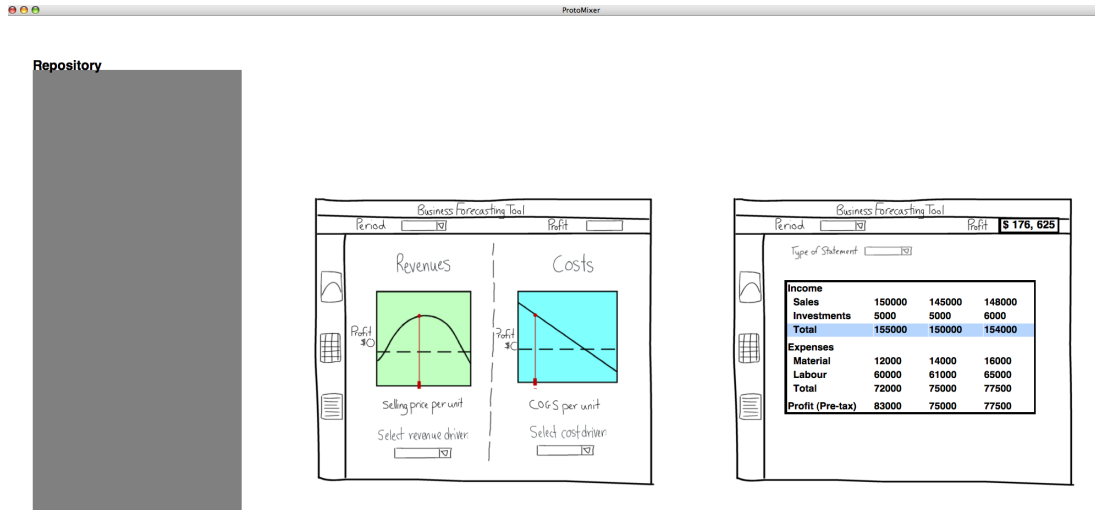 ProtoMixer
Repository
Business Forecasting Tool
Period Profit
Revenues Costs
Profit
$0
Profit
$0
Selling price per unit
COGS per unit
Select revenue driver:
Select cost driver:
Business Forecasting Tool
Period Profit $ 176, 625
Type of Statement
Income
Sales 150000 145000 148000
Investments 5000 5000 6000
Total 155000 150000 154000
Expenses
Material 12000 14000 16000
Labour 60000 61000 65000
Total 72000 75000 77500
Profit (Pre-tax) 83000 75000 77500